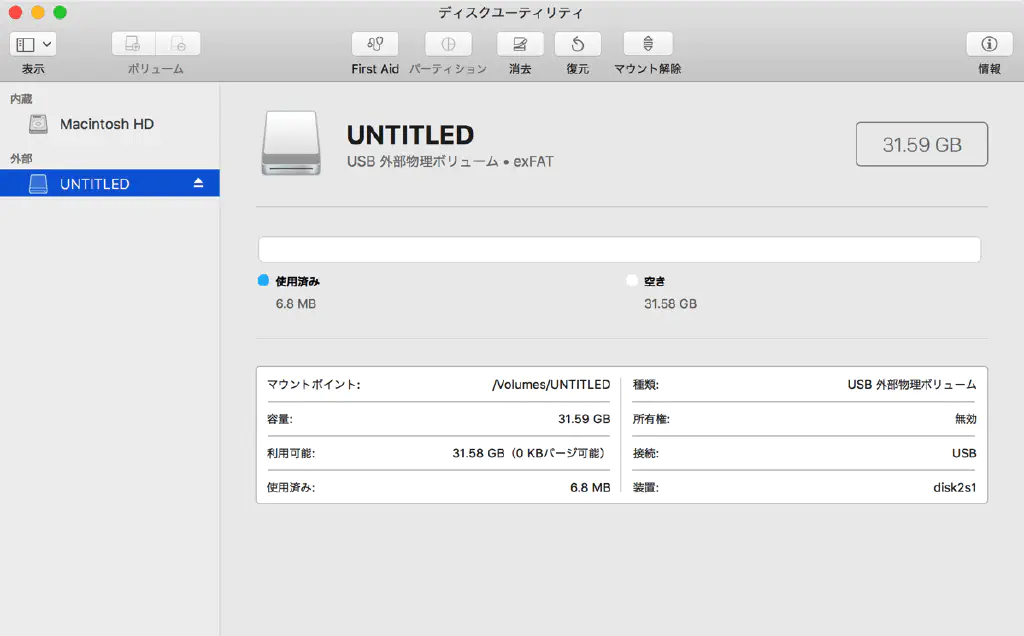 ディスクユーティリティ
表示
ボリューム
First Aid
パーティション
消去
復元
マウント解除
情報
内蔵
Macintosh HD
外部
UNTITLED
UNTITLED
USB 外部物理ボリューム • exFAT
31.59 GB
使用済み
6.8 MB
空き
31.58 GB
マウントポイント: /Volumes/UNTITLED
容量: 31.59 GB
利用可能: 31.58 GB（0 KBパージ可能）
使用済み: 6.8 MB
種類: USB 外部物理ボリューム
所有権: 無効
接続: USB
装置: disk2s1